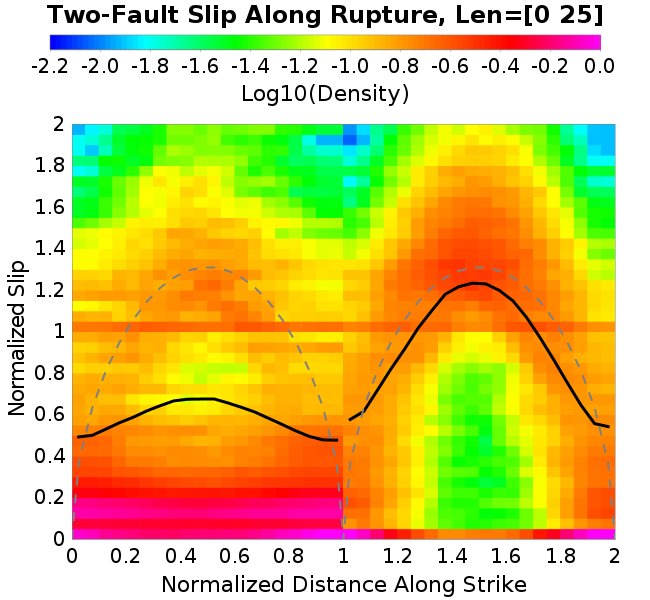 Two-Fault Slip Along Rupture, Len=[0 25]
-2.2 -2.0 -1.8 -1.6 -1.4 -1.2 -1.0 -0.8 -0.6 -0.4 -0.2 0.0
Log10(Density)
2
1.8
1.6
1.4
1.2
1
0.8
0.6
0.4
0.2
0
Normalized Slip
0 0.2 0.4 0.6 0.8 1 1.2 1.4 1.6 1.8 2
Normalized Distance Along Strike